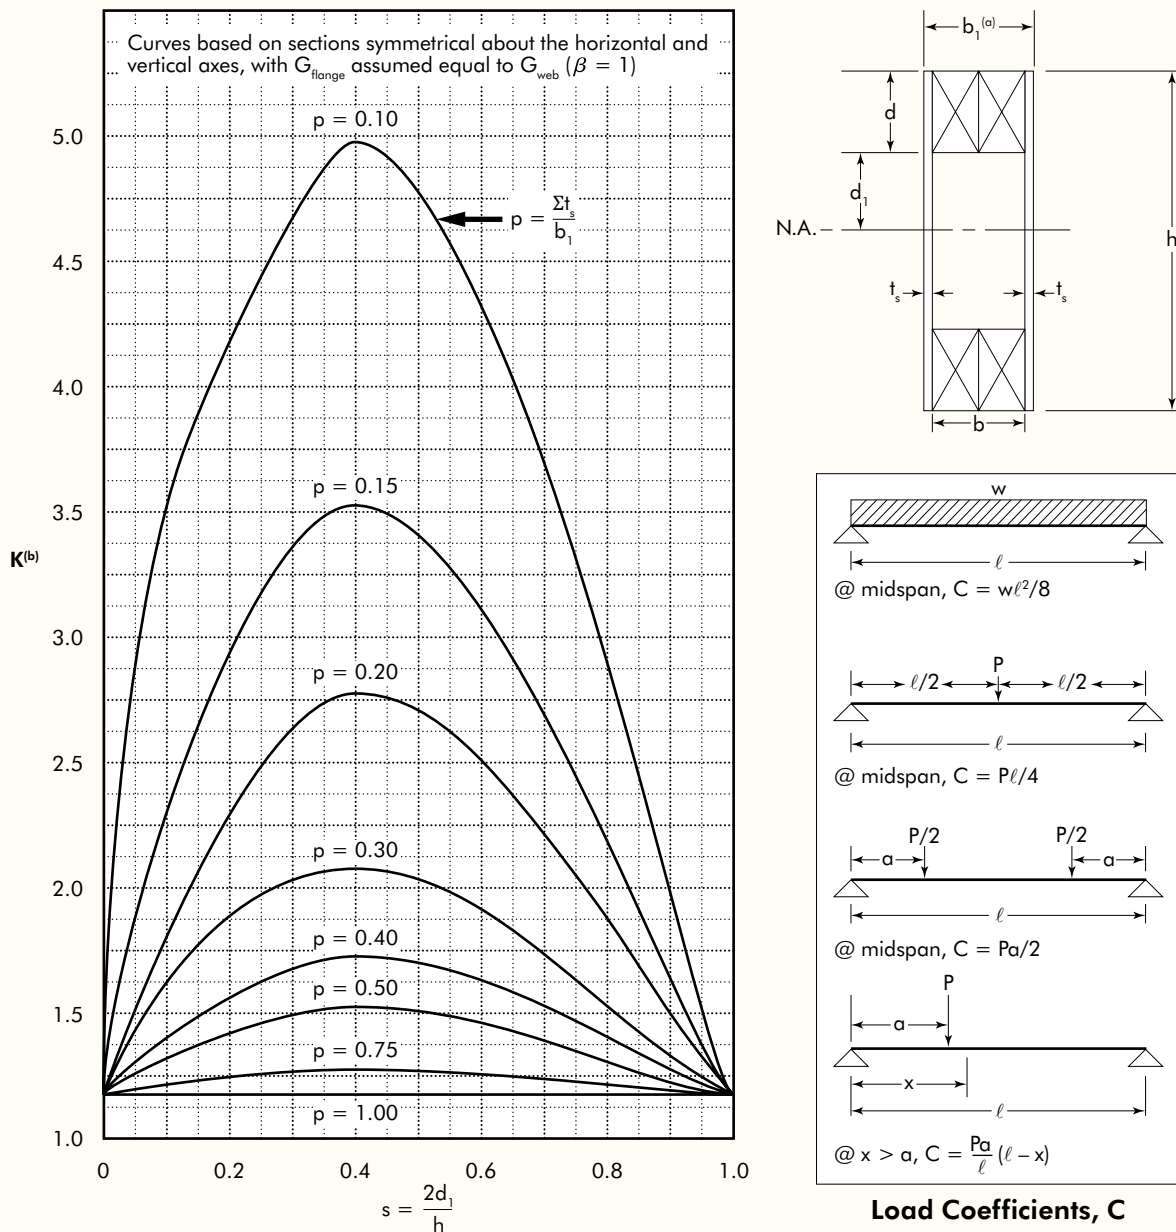 Curves based on sections symmetrical about the horizontal and
vertical axes, with G_flange assumed equal to G_web (β = 1)
5.0
4.5
4.0
3.5
3.0
2.5
2.0
1.5
1.0
K^(b)
p = 0.10
p = Σt_s / b_1
p = 0.15
p = 0.20
p = 0.30
p = 0.40
p = 0.50
p = 0.75
p = 1.00
0 0.2 0.4 0.6 0.8 1.0
s = 2d_1 / h
b_1^(a)
d
d_1
h
N.A.
t_s t_s
b
w
ℓ
@ midspan, C = wℓ²/8
P
ℓ/2 ℓ/2
ℓ
@ midspan, C = Pℓ/4
P/2 P/2
a a
ℓ
@ midspan, C = Pa/2
P
a
x
ℓ
@ x > a, C = Pa/ℓ (ℓ – x)
Load Coefficients, C